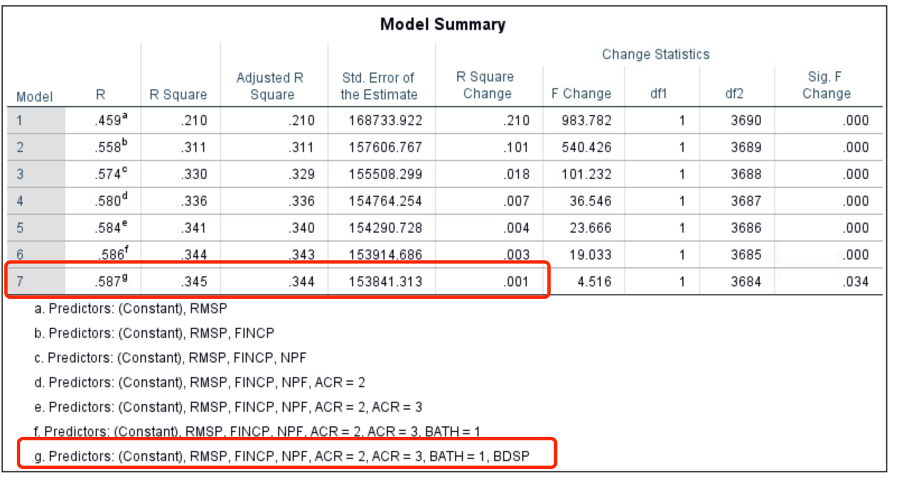 Model Summary
Change Statistics
Model R R Square Adjusted R Square Std. Error of the Estimate R Square Change F Change df1 df2 Sig. F Change
1 .459a .210 .210 168733.922 .210 983.782 1 3690 .000
2 .558b .311 .311 157606.767 .101 540.426 1 3689 .000
3 .574c .330 .329 155508.299 .018 101.232 1 3688 .000
4 .580d .336 .336 154764.254 .007 36.546 1 3687 .000
5 .584e .341 .340 154290.728 .004 23.666 1 3686 .000
6 .586f .344 .343 153914.686 .003 19.033 1 3685 .000
7 .587g .345 .344 153841.313 .001 4.516 1 3684 .034
a. Predictors: (Constant), RMSP
b. Predictors: (Constant), RMSP, FINCP
c. Predictors: (Constant), RMSP, FINCP, NPF
d. Predictors: (Constant), RMSP, FINCP, NPF, ACR = 2
e. Predictors: (Constant), RMSP, FINCP, NPF, ACR = 2, ACR = 3
f. Predictors: (Constant), RMSP, FINCP, NPF, ACR = 2, ACR = 3, BATH = 1
g. Predictors: (Constant), RMSP, FINCP, NPF, ACR = 2, ACR = 3, BATH = 1, BDSP